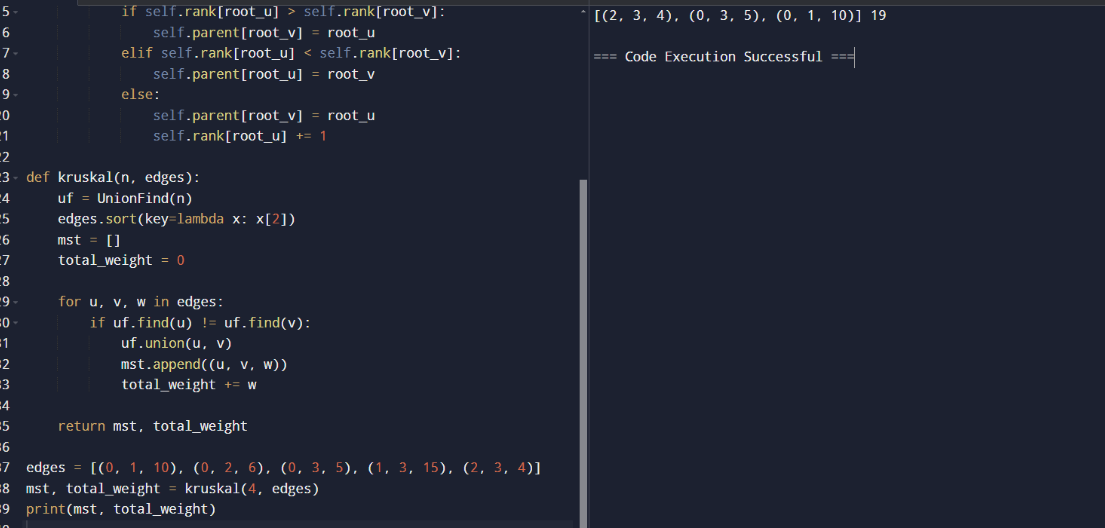 5 if self.rank[root_u] > self.rank[root_v]:
6 self.parent[root_v] = root_u
7 elif self.rank[root_u] < self.rank[root_v]:
8 self.parent[root_u] = root_v
9 else:
20 self.parent[root_v] = root_u
21 self.rank[root_u] += 1
22
23 def kruskal(n, edges):
24 uf = UnionFind(n)
25 edges.sort(key=lambda x: x[2])
26 mst = []
27 total_weight = 0
28
29 for u, v, w in edges:
30 if uf.find(u) != uf.find(v):
31 uf.union(u, v)
32 mst.append((u, v, w))
33 total_weight += w
34
35 return mst, total_weight
36
37 edges = [(0, 1, 10), (0, 2, 6), (0, 3, 5), (1, 3, 15), (2, 3, 4)]
38 mst, total_weight = kruskal(4, edges)
39 print(mst, total_weight)
[(2, 3, 4), (0, 3, 5), (0, 1, 10)] 19
=== Code Execution Successful ===